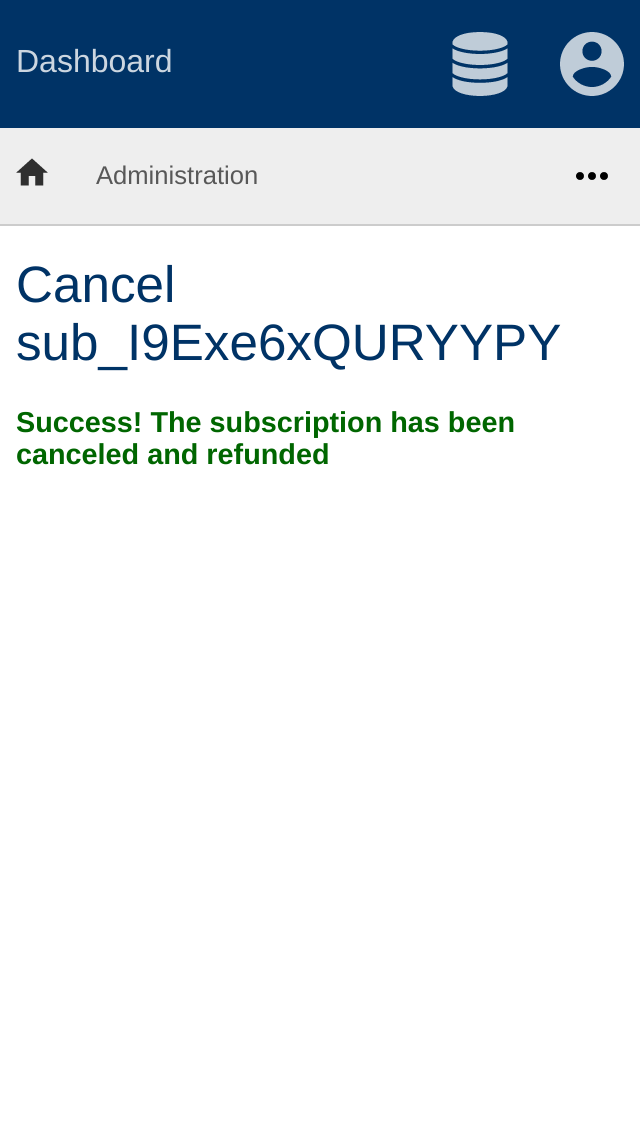 Dashboard
Administration
Cancel
sub_I9Exe6xQURYYPY
Success! The subscription has been
canceled and refunded